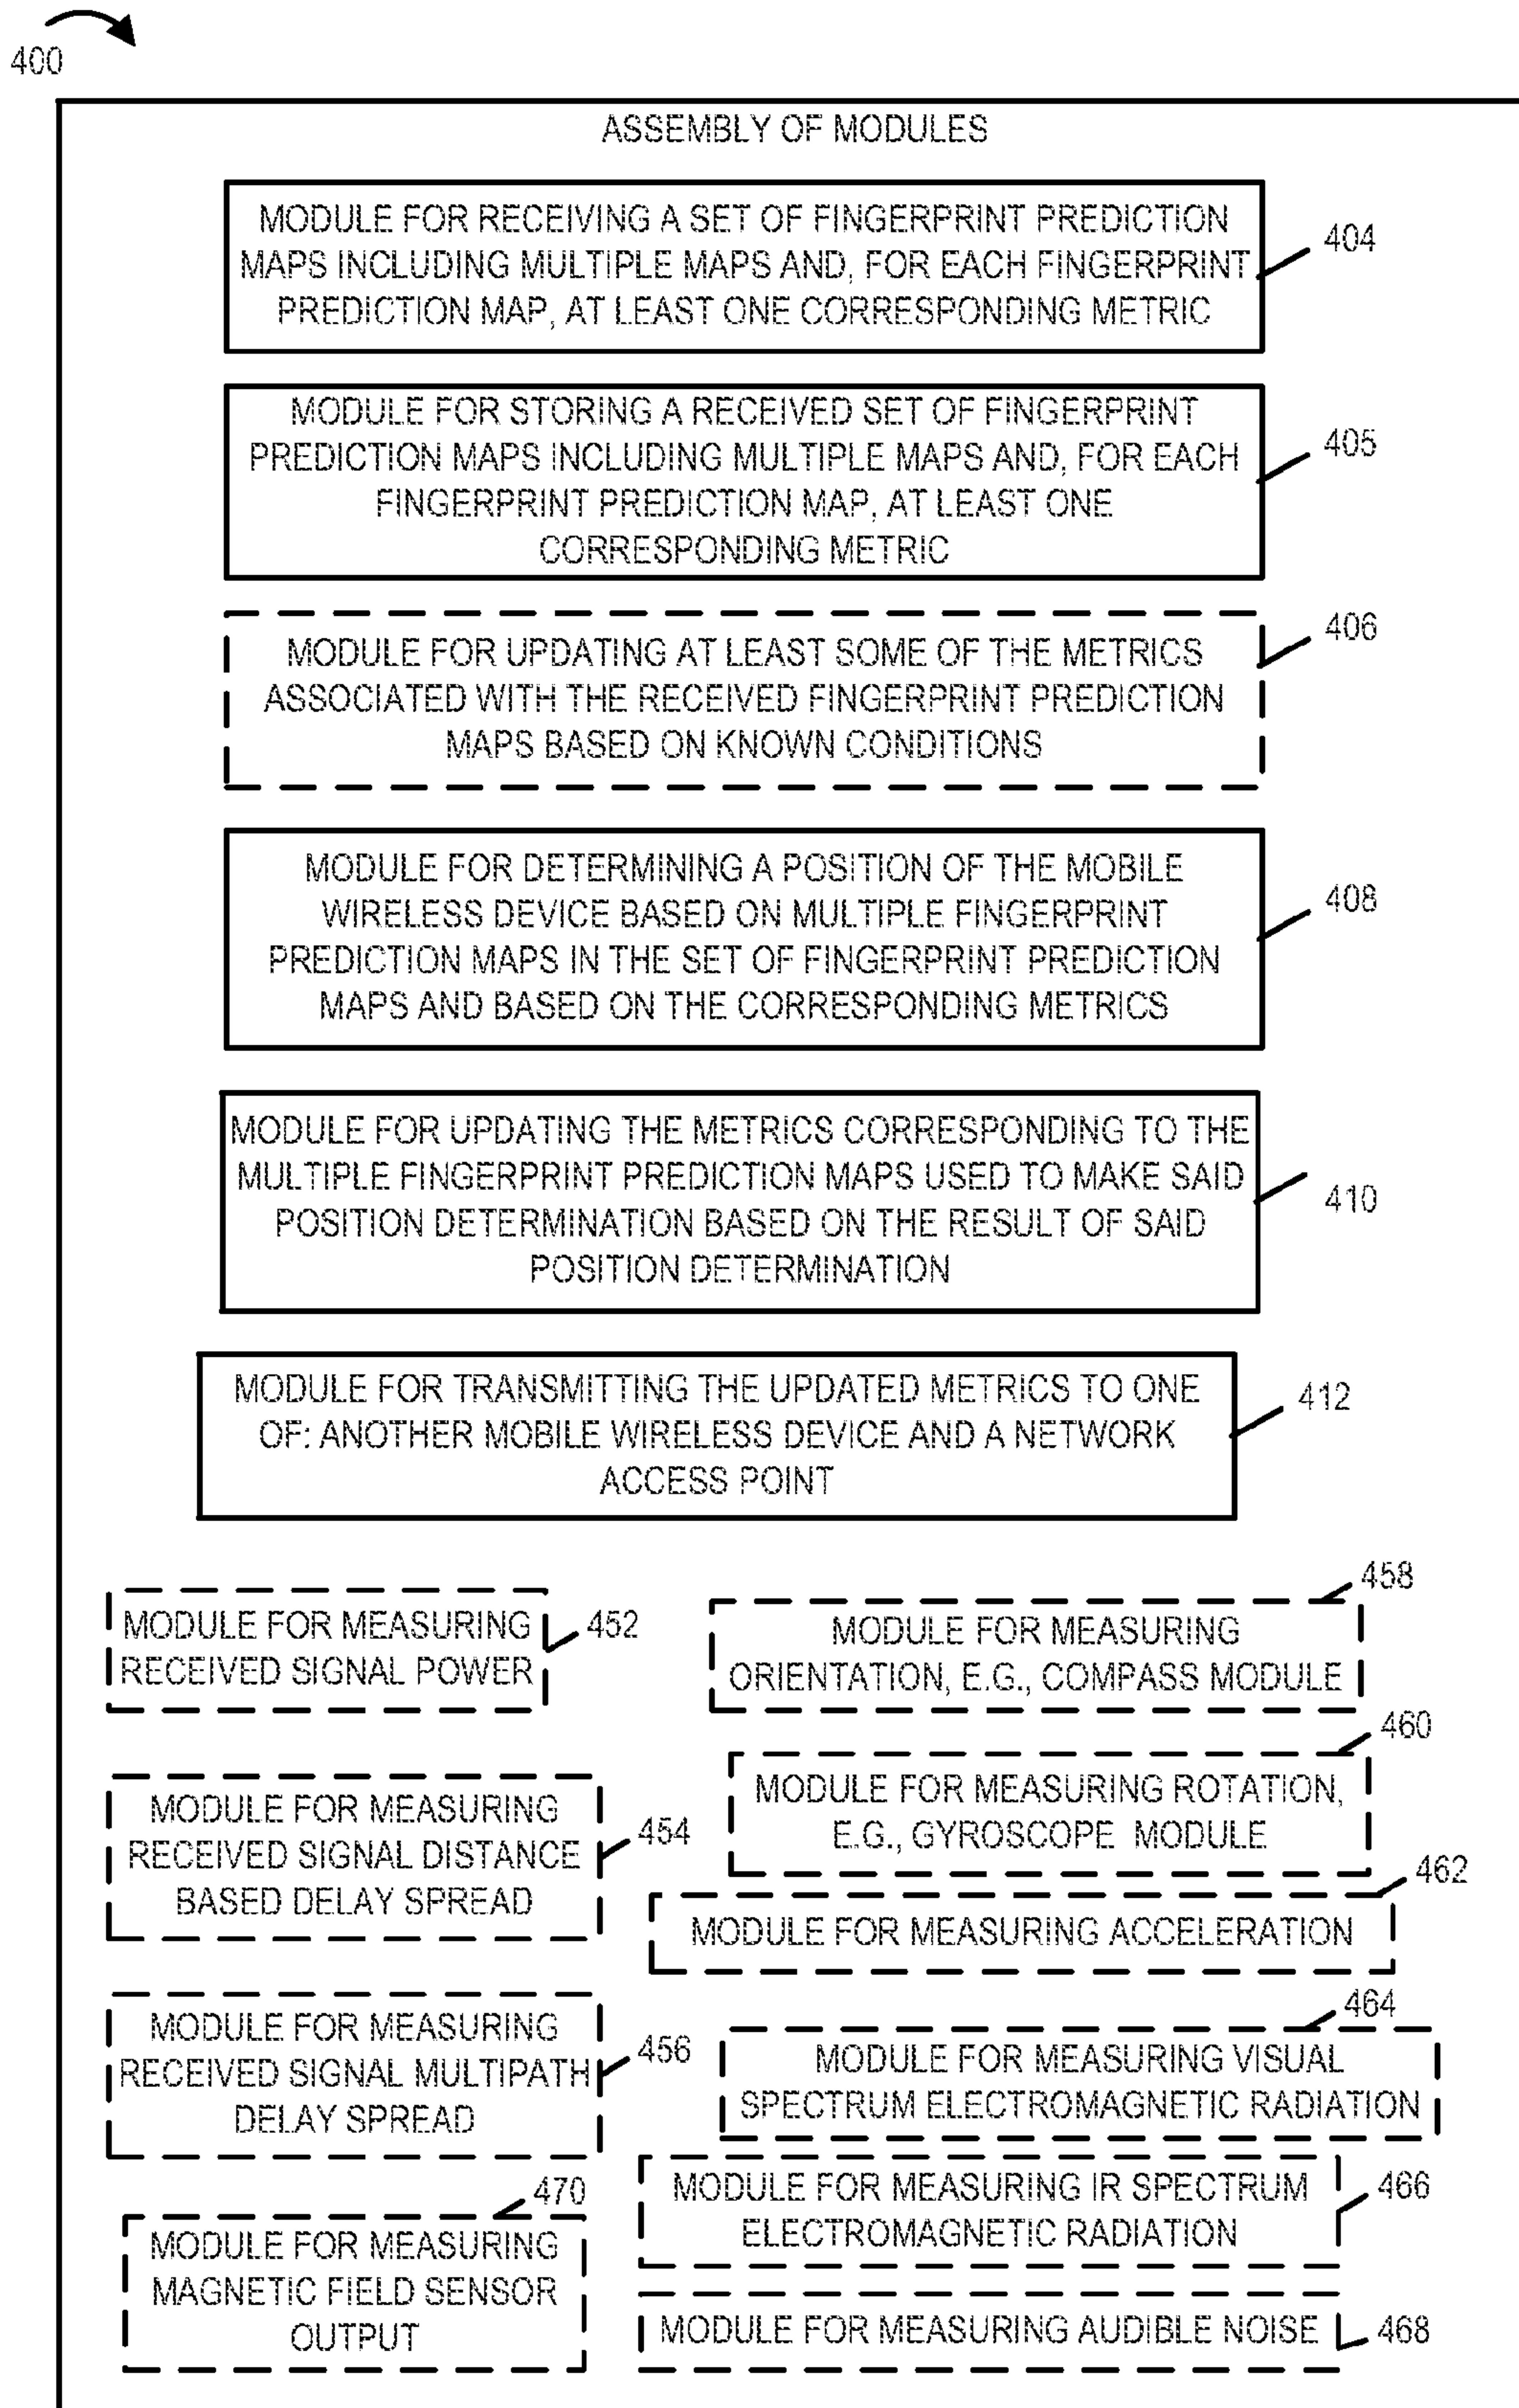 400
ASSEMBLY OF MODULES
MODULE FOR RECEIVING A SET OF FINGERPRINT PREDICTION
MAPS INCLUDING MULTIPLE MAPS AND, FOR EACH FINGERPRINT
PREDICTION MAP, AT LEAST ONE CORRESPONDING METRIC
404
MODULE FOR STORING A RECEIVED SET OF FINGERPRINT
PREDICTION MAPS INCLUDING MULTIPLE MAPS AND, FOR EACH
FINGERPRINT PREDICTION MAP, AT LEAST ONE
CORRESPONDING METRIC
405
MODULE FOR UPDATING AT LEAST SOME OF THE METRICS
ASSOCIATED WITH THE RECEIVED FINGERPRINT PREDICTION
MAPS BASED ON KNOWN CONDITIONS
406
MODULE FOR DETERMINING A POSITION OF THE MOBILE
WIRELESS DEVICE BASED ON MULTIPLE FINGERPRINT
PREDICTION MAPS IN THE SET OF FINGERPRINT PREDICTION
MAPS AND BASED ON THE CORRESPONDING METRICS
408
MODULE FOR UPDATING THE METRICS CORRESPONDING TO THE
MULTIPLE FINGERPRINT PREDICTION MAPS USED TO MAKE SAID
POSITION DETERMINATION BASED ON THE RESULT OF SAID
POSITION DETERMINATION
410
MODULE FOR TRANSMITTING THE UPDATED METRICS TO ONE
OF: ANOTHER MOBILE WIRELESS DEVICE AND A NETWORK
ACCESS POINT
412
MODULE FOR MEASURING
RECEIVED SIGNAL POWER
452
458
MODULE FOR MEASURING
ORIENTATION, E.G., COMPASS MODULE
460
MODULE FOR MEASURING ROTATION,
E.G., GYROSCOPE MODULE
MODULE FOR MEASURING
RECEIVED SIGNAL DISTANCE
BASED DELAY SPREAD
454
462
MODULE FOR MEASURING ACCELERATION
MODULE FOR MEASURING
RECEIVED SIGNAL MULTIPATH
DELAY SPREAD
456
464
MODULE FOR MEASURING VISUAL
SPECTRUM ELECTROMAGNETIC RADIATION
MODULE FOR MEASURING IR SPECTRUM
ELECTROMAGNETIC RADIATION
466
470
MODULE FOR MEASURING
MAGNETIC FIELD SENSOR
OUTPUT
MODULE FOR MEASURING AUDIBLE NOISE
468